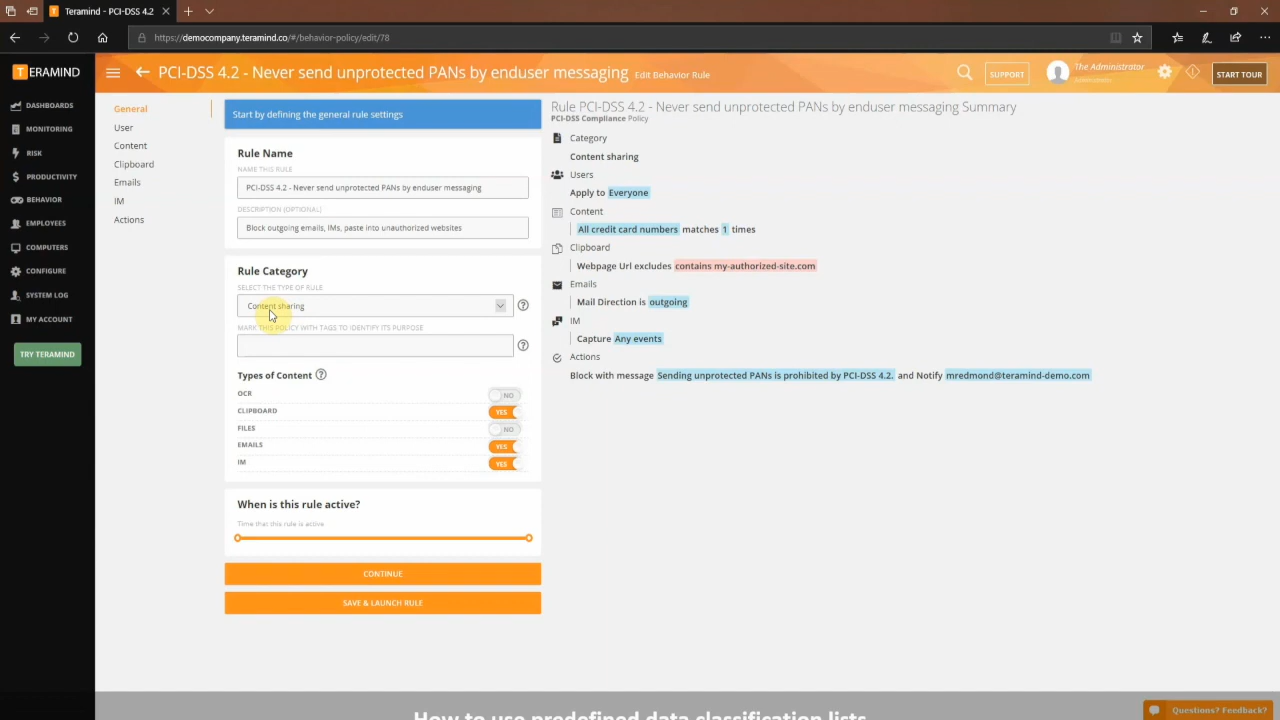 Teramind - PCI-DSS 4.2
https://democompany.teramind.co/#/behavior-policy/edit/78
TERAMIND
PCI-DSS 4.2 - Never send unprotected PANs by enduser messaging
Edit Behavior Rule
SUPPORT
The Administrator
Administrator
START TOUR
DASHBOARDS
MONITORING
RISK
PRODUCTIVITY
BEHAVIOR
EMPLOYEES
COMPUTERS
CONFIGURE
SYSTEM LOG
MY ACCOUNT
TRY TERAMIND
General
User
Content
Clipboard
Emails
IM
Actions
Start by defining the general rule settings
Rule Name
NAME THIS RULE
PCI-DSS 4.2 - Never send unprotected PANs by enduser messaging
DESCRIPTION (OPTIONAL)
Block outgoing emails, IMs, paste into unauthorized websites
Rule Category
SELECT THE TYPE OF RULE
Content sharing
MARK THIS POLICY WITH TAGS TO IDENTIFY ITS PURPOSE
Types of Content
OCR NO
CLIPBOARD YES
FILES NO
EMAILS YES
IM YES
When is this rule active?
Time that this rule is active
CONTINUE
SAVE & LAUNCH RULE
Rule PCI-DSS 4.2 - Never send unprotected PANs by enduser messaging Summary
PCI-DSS Compliance Policy
Category
Content sharing
Users
Apply to Everyone
Content
All credit card numbers matches 1 times
Clipboard
Webpage Url excludes contains my-authorized-site.com
Emails
Mail Direction is outgoing
IM
Capture Any events
Actions
Block with message Sending unprotected PANs is prohibited by PCI-DSS 4.2. and Notify mredmond@teramind-demo.com
How to use predefined data classification lists
Questions? Feedback?